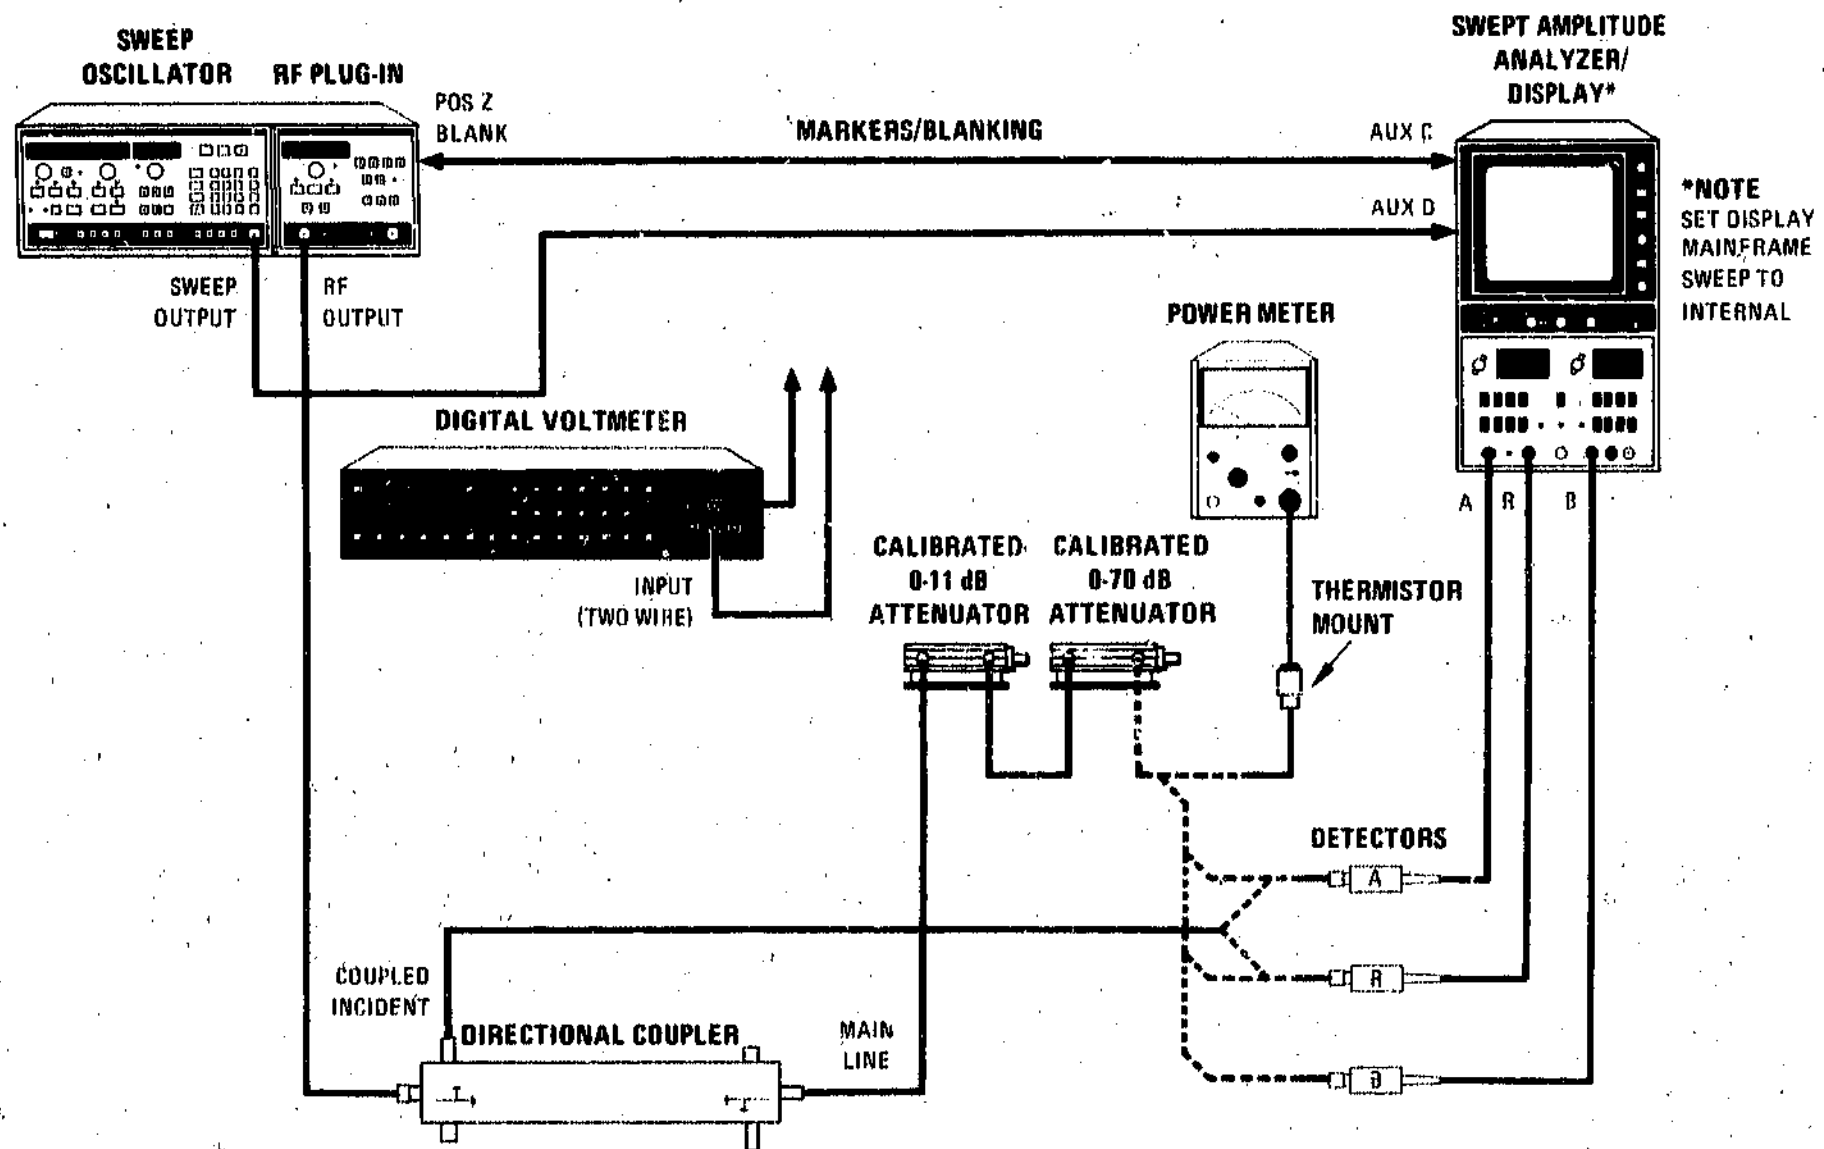 SWEEP
OSCILLATOR
RF PLUG-IN
POS Z
BLANK
MARKERS/BLANKING
SWEPT AMPLITUDE
ANALYZER/
DISPLAY*
AUX C
AUX D
*NOTE
SET DISPLAY
MAINFRAME
SWEEP TO
INTERNAL
SWEEP
OUTPUT
RF
OUTPUT
POWER METER
DIGITAL VOLTMETER
INPUT
(TWO WIRE)
CALIBRATED
0-11 dB
ATTENUATOR
CALIBRATED
0-70 dB
ATTENUATOR
THERMISTOR
MOUNT
A
R
B
DETECTORS
A
R
B
COUPLED
INCIDENT
DIRECTIONAL COUPLER
MAIN
LINE